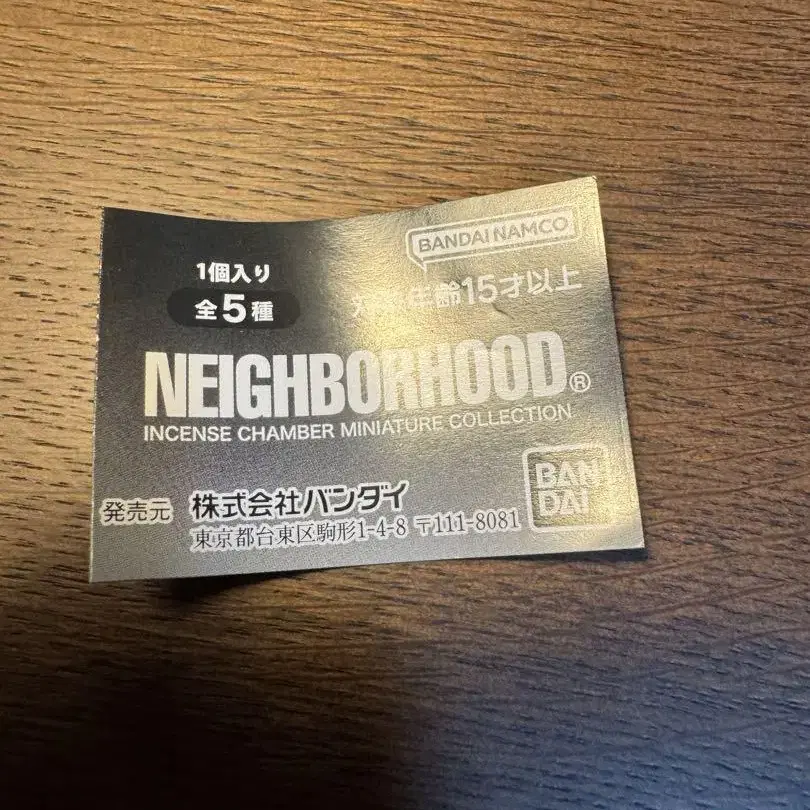 BANDAI NAMCO
1個入り
全5種
対象年齢15才以上
NEIGHBORHOOD®
INCENSE CHAMBER MINIATURE COLLECTION
発売元 株式会社バンダイ
東京都台東区駒形1-4-8 〒111-8081
BAN
DAI